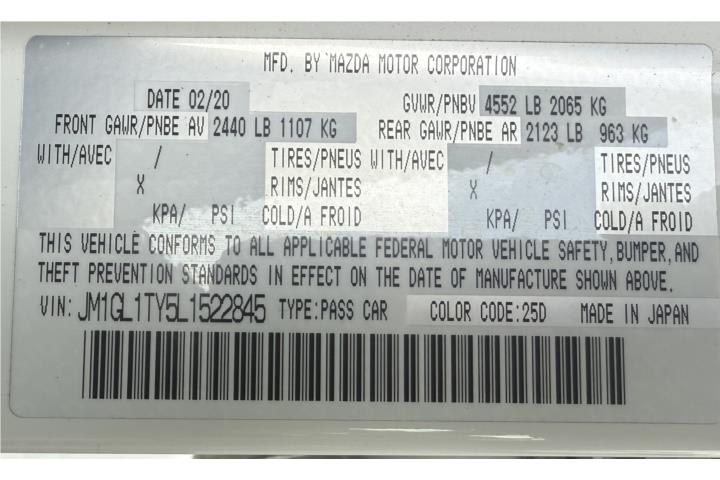 MFD. BY MAZDA MOTOR CORPORATION
DATE 02/20 GVWR/PNBV 4552 LB 2065 KG
FRONT GAWR/PNBE AV 2440 LB 1107 KG REAR GAWR/PNBE AR 2123 LB 963 KG
WITH/AVEC / TIRES/PNEUS WITH/AVEC / TIRES/PNEUS
X RIMS/JANTES X RIMS/JANTES
KPA/ PSI COLD/A FROID KPA/ PSI COLD/A FROID
THIS VEHICLE CONFORMS TO ALL APPLICABLE FEDERAL MOTOR VEHICLE SAFETY, BUMPER, AND
THEFT PREVENTION STANDARDS IN EFFECT ON THE DATE OF MANUFACTURE SHOWN ABOVE.
VIN: JM1GL1TY5L1522845 TYPE:PASS CAR COLOR CODE:25D MADE IN JAPAN